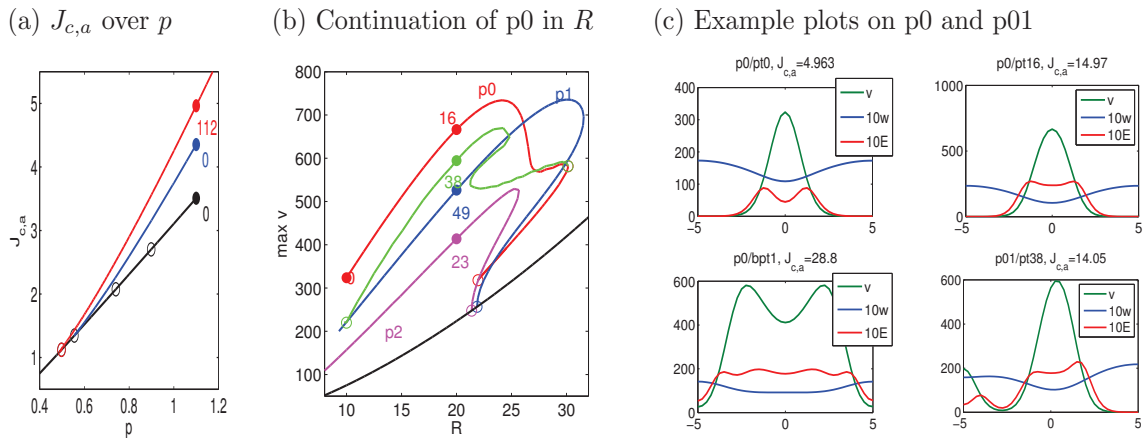 (a) J_{c,a} over p
(b) Continuation of p0 in R
(c) Example plots on p0 and p01
5
4
3
2
1
J_{c,a}
112
0
0
0.4 0.6 0.8 1 1.2
p
800
700
600
500
400
300
200
100
max v
p0
p1
16
38
49
23
0
p2
10 15 20 25 30
R
p0/pt0, J_{c,a}=4.963
400
300
200
100
0
−5 0 5
v
10w
10E
p0/pt16, J_{c,a}=14.97
1000
500
0
−5 0 5
v
10w
10E
p0/bpt1, J_{c,a}=28.8
600
400
200
0
−5 0 5
v
10w
10E
p01/pt38, J_{c,a}=14.05
600
400
200
0
−5 0 5
v
10w
10E